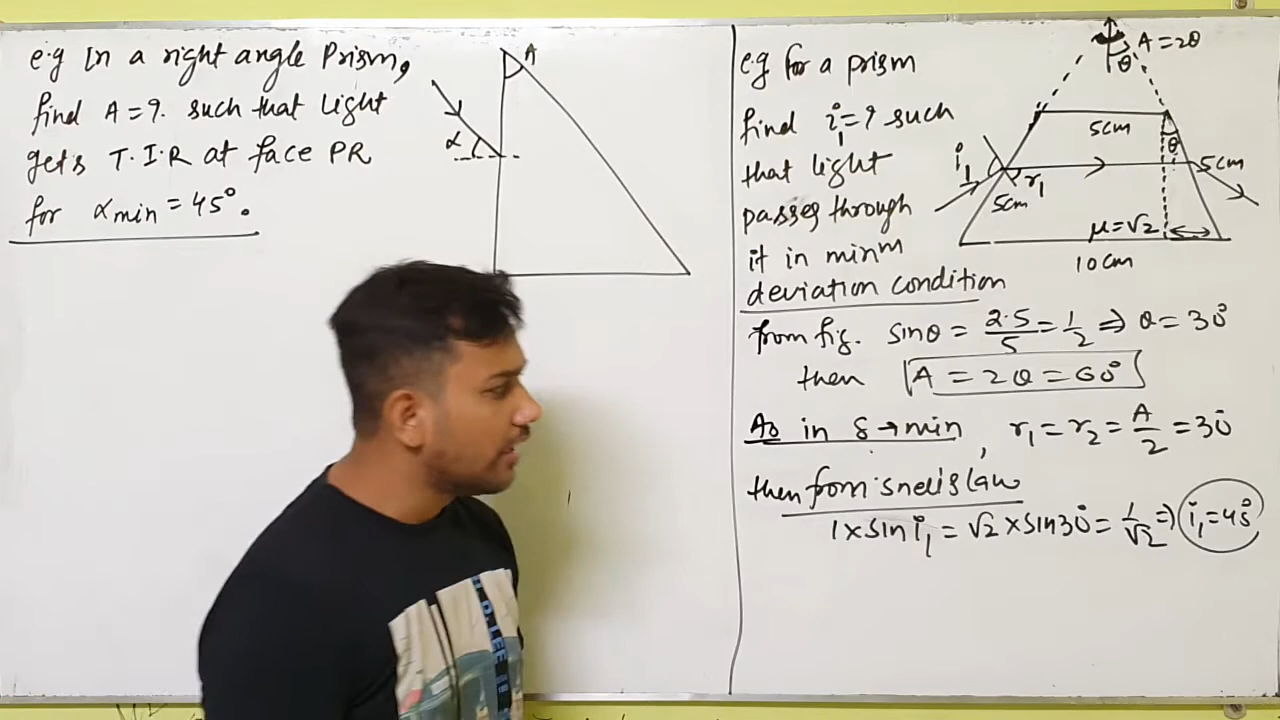 e.g In a right angle Prism,
find A = ?. such that light
gets T.I.R at face PR
for αmin = 45°.
A
α
e.g for a prism
find i₁ = ? such
that light
passes through
it in minᵐ
deviation condition
A = 2θ
θ
5cm
θ
i₁
r₁
5cm
5cm
μ = √2
10cm
from fig. sinθ = 2.5/5 = 1/2 ⇒ θ = 30°
then A = 2θ = 60°
As in δ → min, r₁ = r₂ = A/2 = 30°
then from snell's law
1 × sin i₁ = √2 × sin30° = 1/√2 ⇒ i₁ = 45°